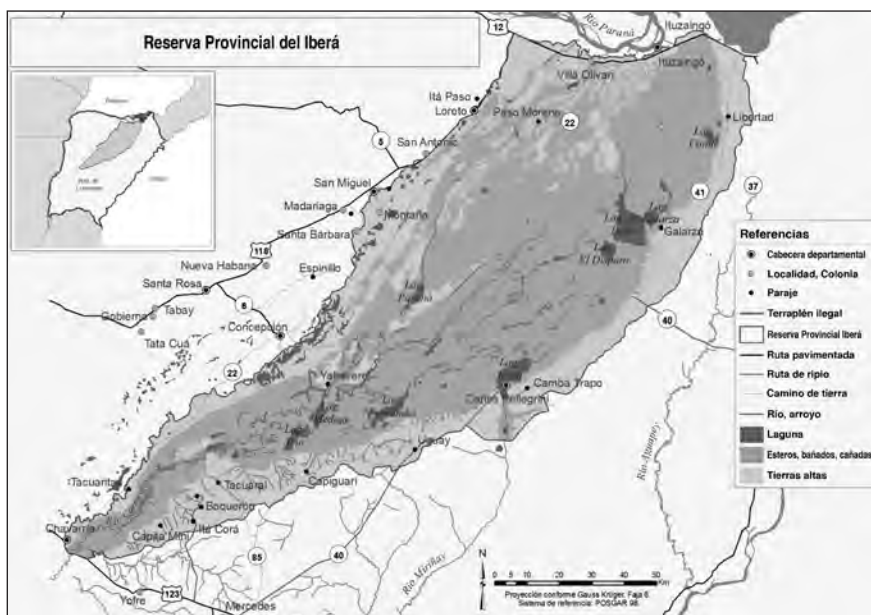 Reserva Provincial del Iberá
12
Río Paraná
Ituzaingó
Ituzaingó
Villa Olivari
Itá Paso
Loreto
Paso Moreno
22
Libertad
5
San Antonio
41
37
San Miguel
Madariaga
Montaña
Santa Bárbara
Galarza
Nueva Habana
118
Espinillo
Santa Rosa
6
Tabay
Gobierno
Concepción
Tata Cuá
22
40
Yahaveré
Camba Trapo
Carlos Pellegrini
Uguay
Río Aguapey
Tacuarita
Tacuaral
Capiguarí
Boquerón
Chavarría
Capita Miní
Itá Corá
85
40
Río Miriñay
123
Yofre
Mercedes
Referencias
Cabecera departamental
Localidad, Colonia
Paraje
Terraplén ilegal
Reserva Provincial Iberá
Ruta pavimentada
Ruta de ripio
Camino de tierra
Río, arroyo
Laguna
Esteros, bañados, cañadas
Tierras altas
N
S
0 10 20 30 40 50
Km
Proyección conforme Gauss Krüger. Faja 6
Sistema de referencia: POSGAR 98.